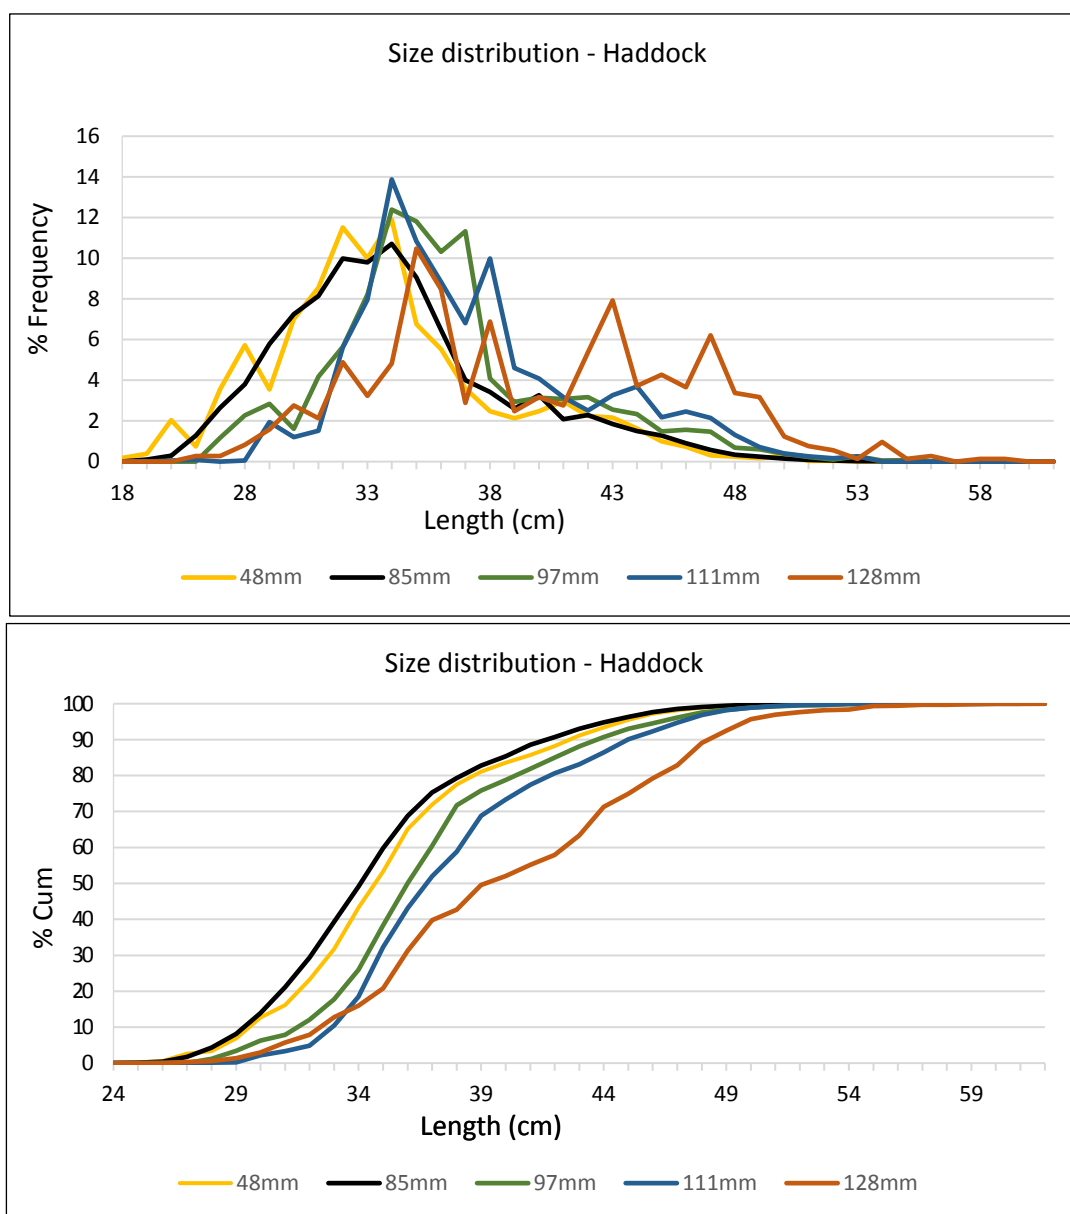 Size distribution - Haddock
16
14
12
10
8
6
4
2
0
% Frequency
18 28 33 38 43 48 53 58
Length (cm)
48mm 85mm 97mm 111mm 128mm
Size distribution - Haddock
100
90
80
70
60
50
40
30
20
10
0
% Cum
24 29 34 39 44 49 54 59
Length (cm)
48mm 85mm 97mm 111mm 128mm